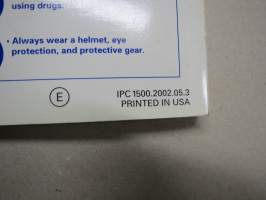 using drugs.
• Always wear a helmet, eye
protection, and protective gear.
E
IPC 1500.2002.05.3
PRINTED IN USA